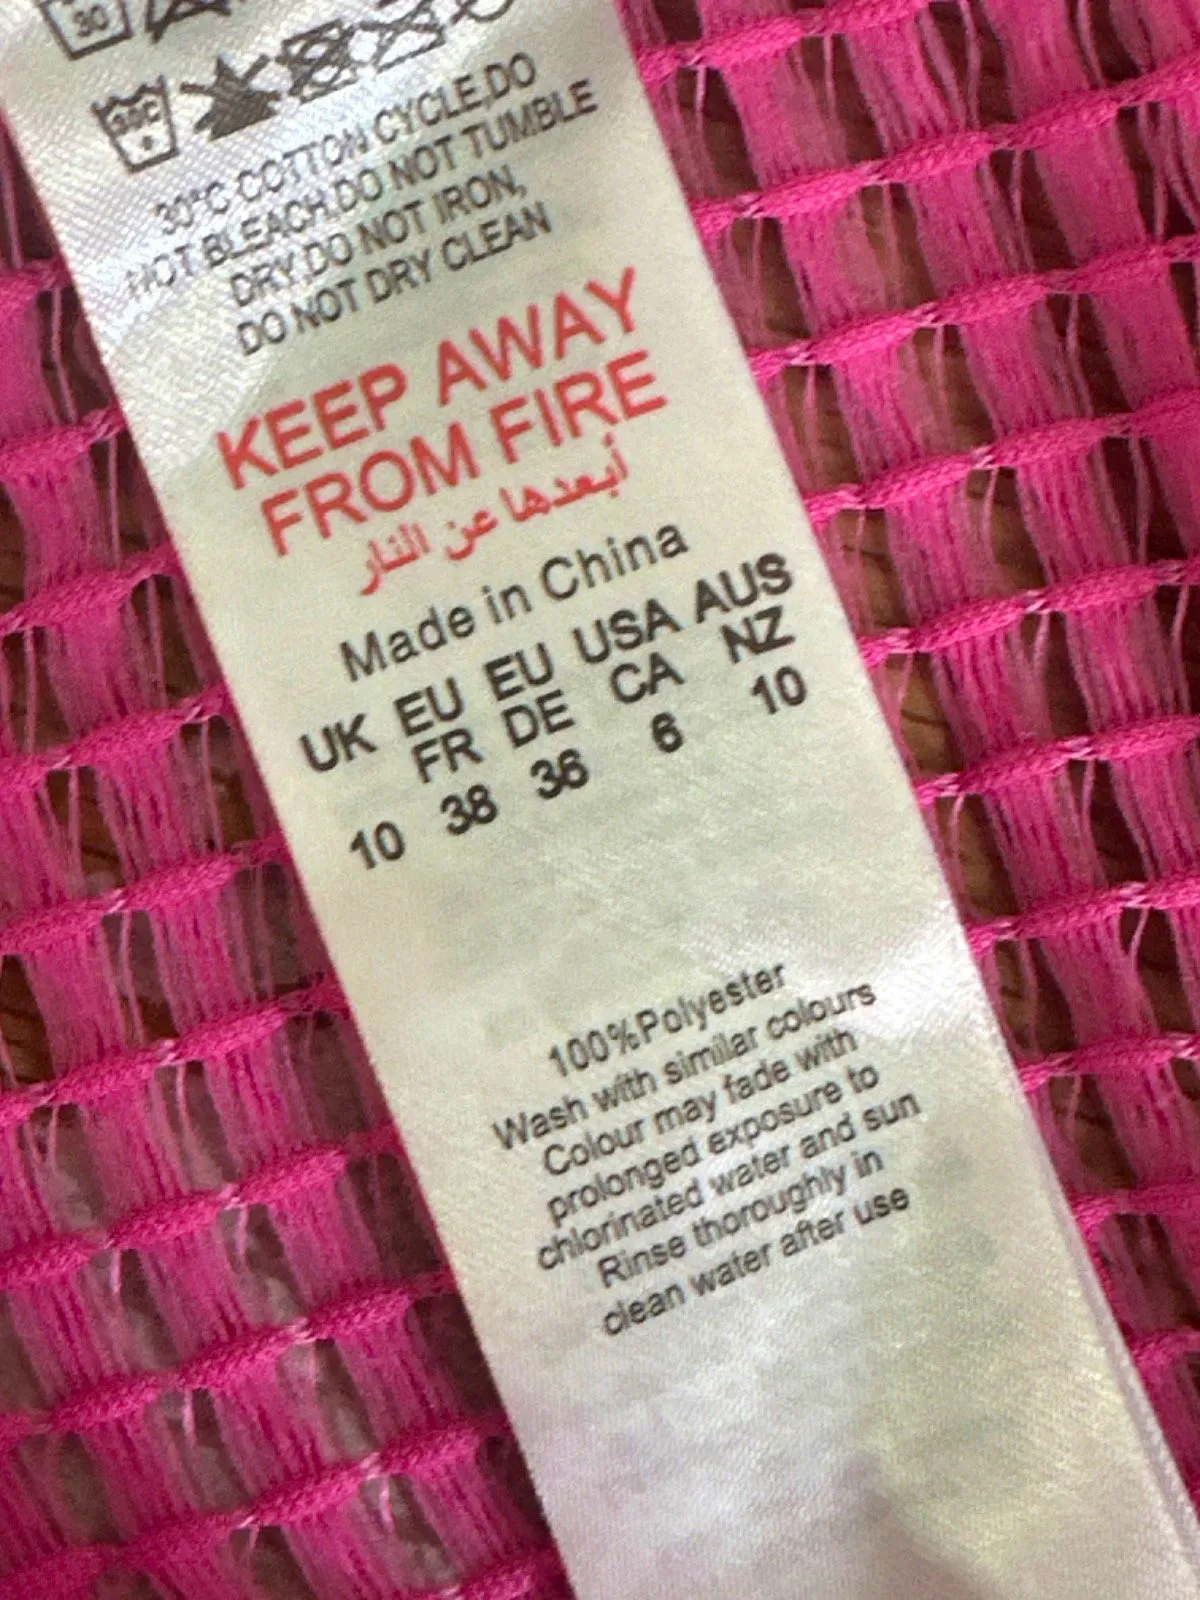 30
30C
30°C COTTON CYCLE,DO
NOT BLEACH,DO NOT TUMBLE
DRY,DO NOT IRON,
DO NOT DRY CLEAN
KEEP AWAY
FROM FIRE
أبعدها عن النار
Made in China
UK EU EU USA AUS
FR DE CA NZ
10 38 36 6 10
100%Polyester
Wash with similar colours
Colour may fade with
prolonged exposure to
chlorinated water and sun
Rinse thoroughly in
clean water after use